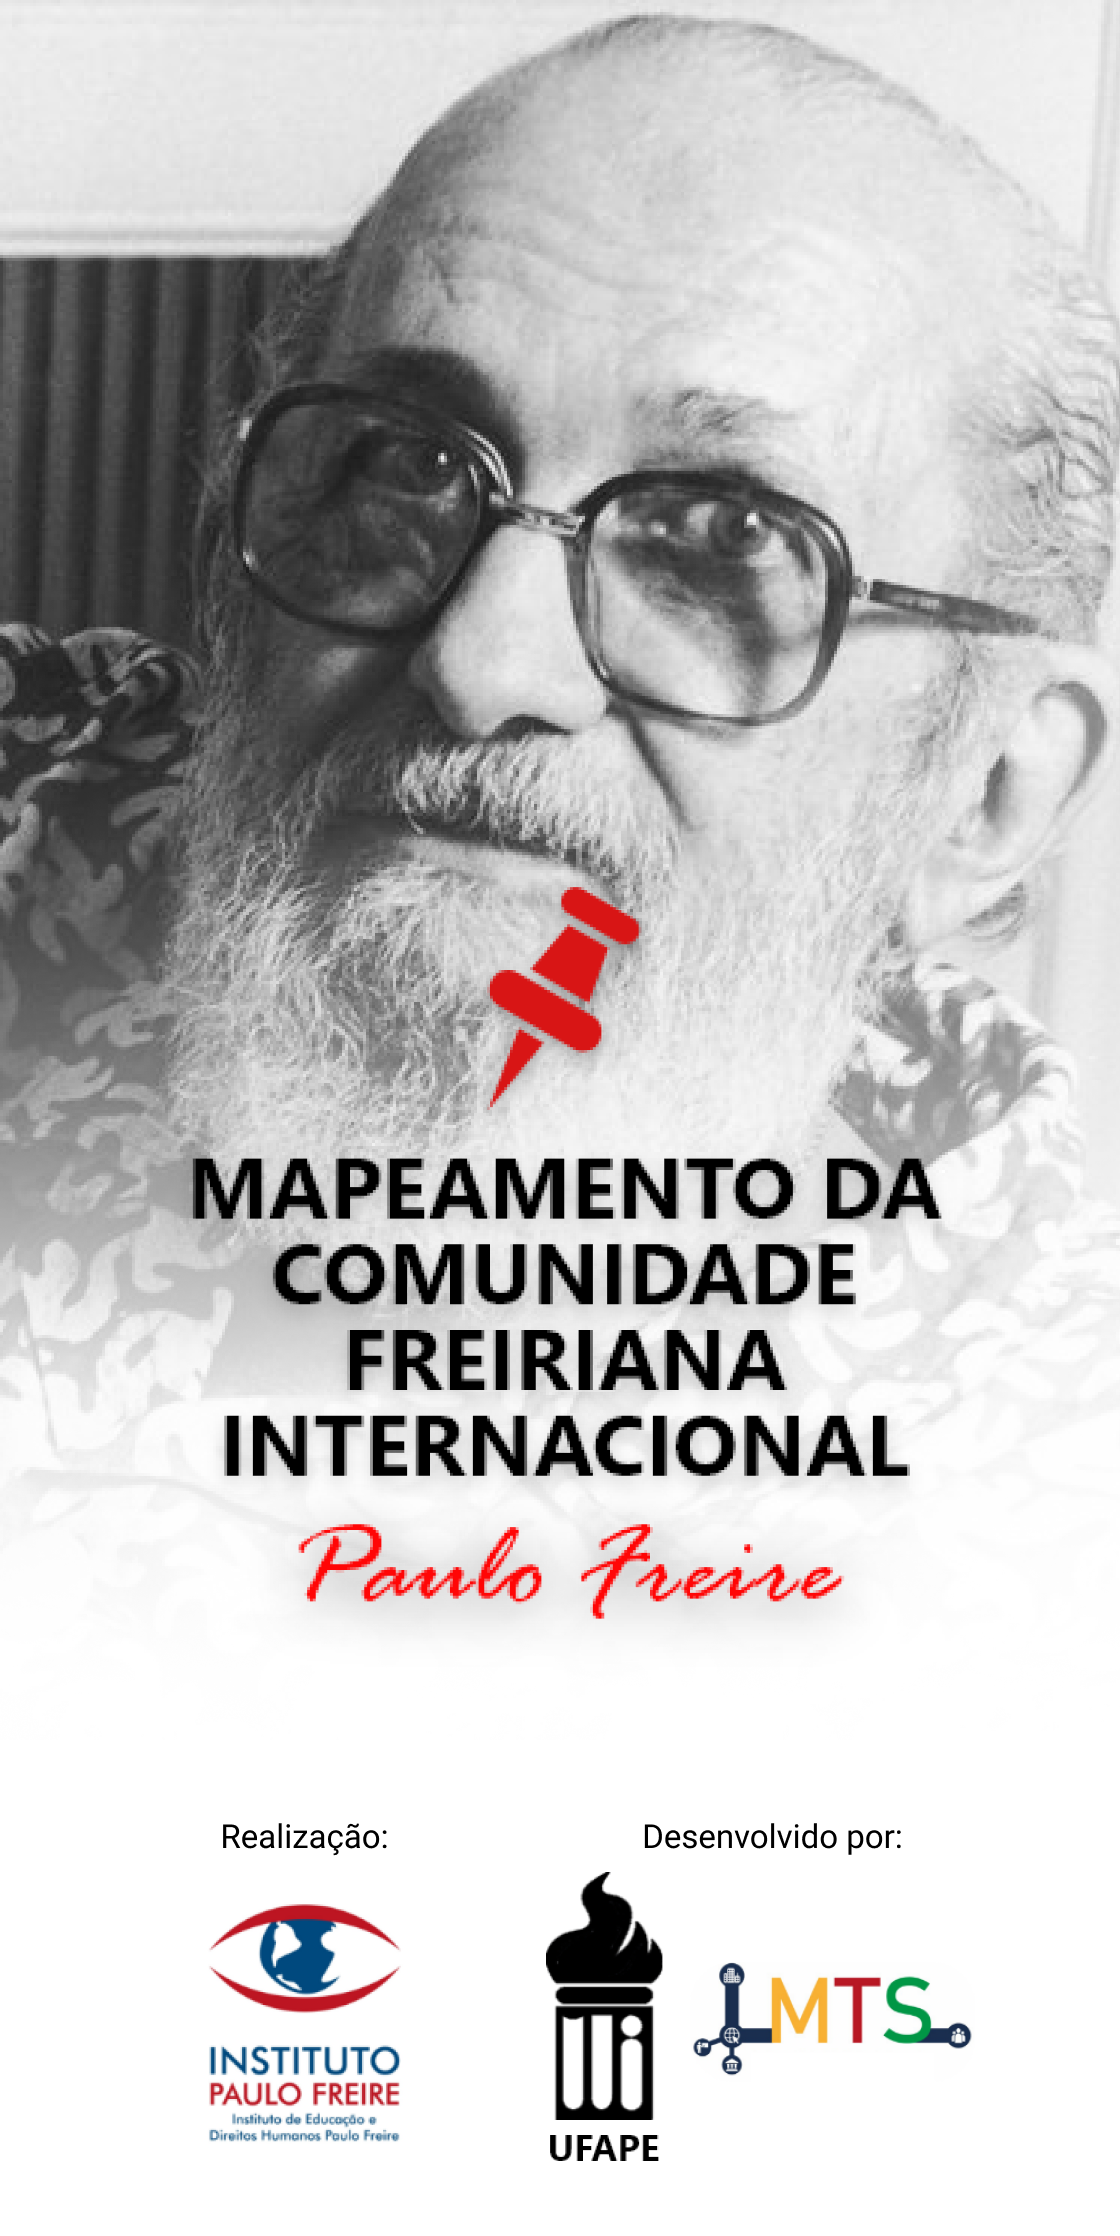 MAPEAMENTO DA
COMUNIDADE
FREIRIANA
INTERNACIONAL
Paulo Freire
Realização:
Desenvolvido por:
INSTITUTO
PAULO FREIRE
Instituto de Educação e
Direitos Humanos Paulo Freire
UFAPE
LMTS